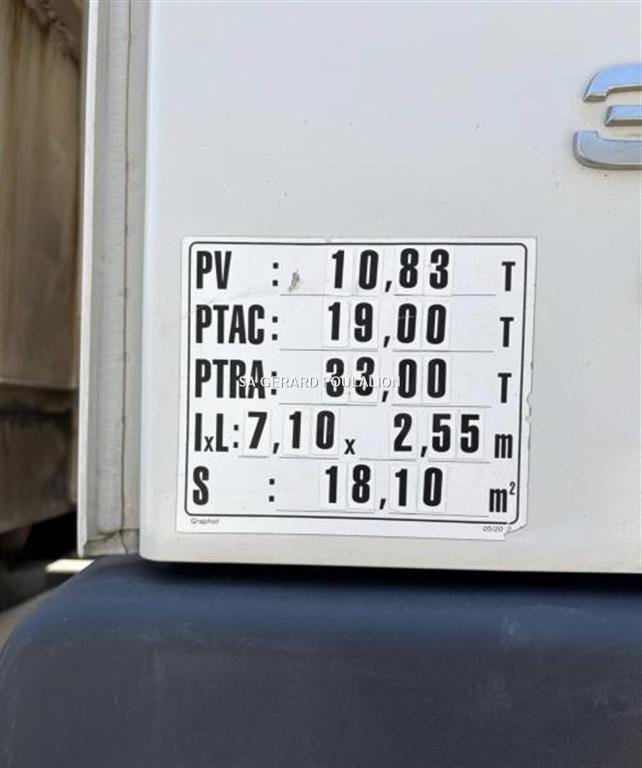 3
PV : 10,83 T
PTAC: 19,00 T
PTRA: 33,00 T
SA GERARD POULALION
IxL: 7,10 x 2,55 m
S : 18,10 m²
Graphof